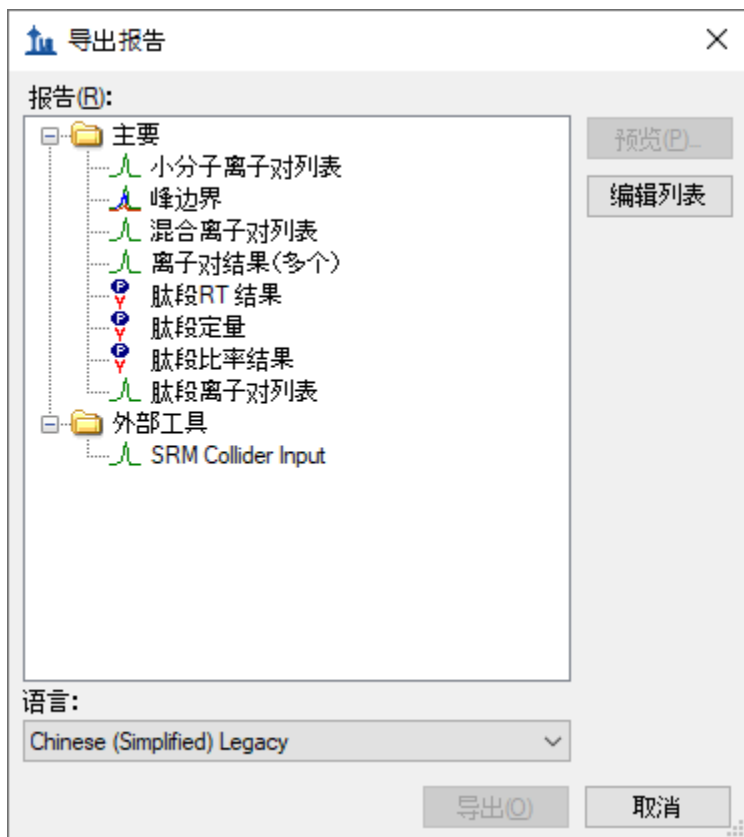 导出报告
报告(R):
主要
小分子离子对列表
峰边界
混合离子对列表
离子对结果(多个)
肽段RT 结果
肽段定量
肽段比率结果
肽段离子对列表
外部工具
SRM Collider Input
预览(P)...
编辑列表
语言:
Chinese (Simplified) Legacy
导出(O)
取消